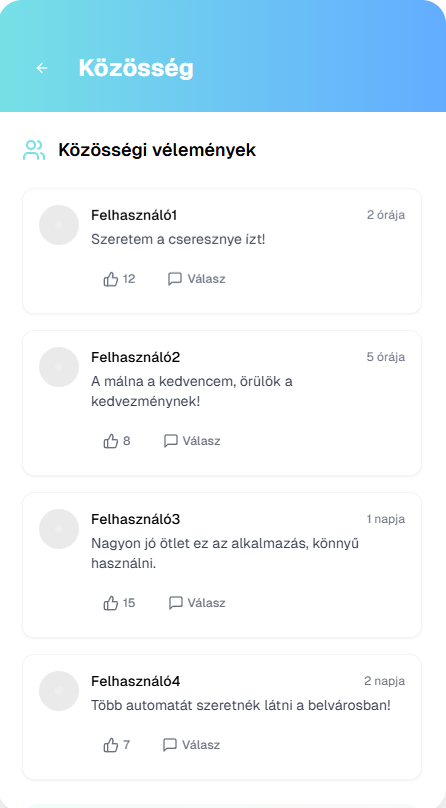 Közösség
Közösségi vélemények
Felhasználó1
2 órája
Szeretem a cseresznye ízt!
12
Válasz
Felhasználó2
5 órája
A málna a kedvencem, örülök a
kedvezménynek!
8
Válasz
Felhasználó3
1 napja
Nagyon jó ötlet ez az alkalmazás, könnyű
használni.
15
Válasz
Felhasználó4
2 napja
Több automatát szeretnék látni a belvárosban!
7
Válasz